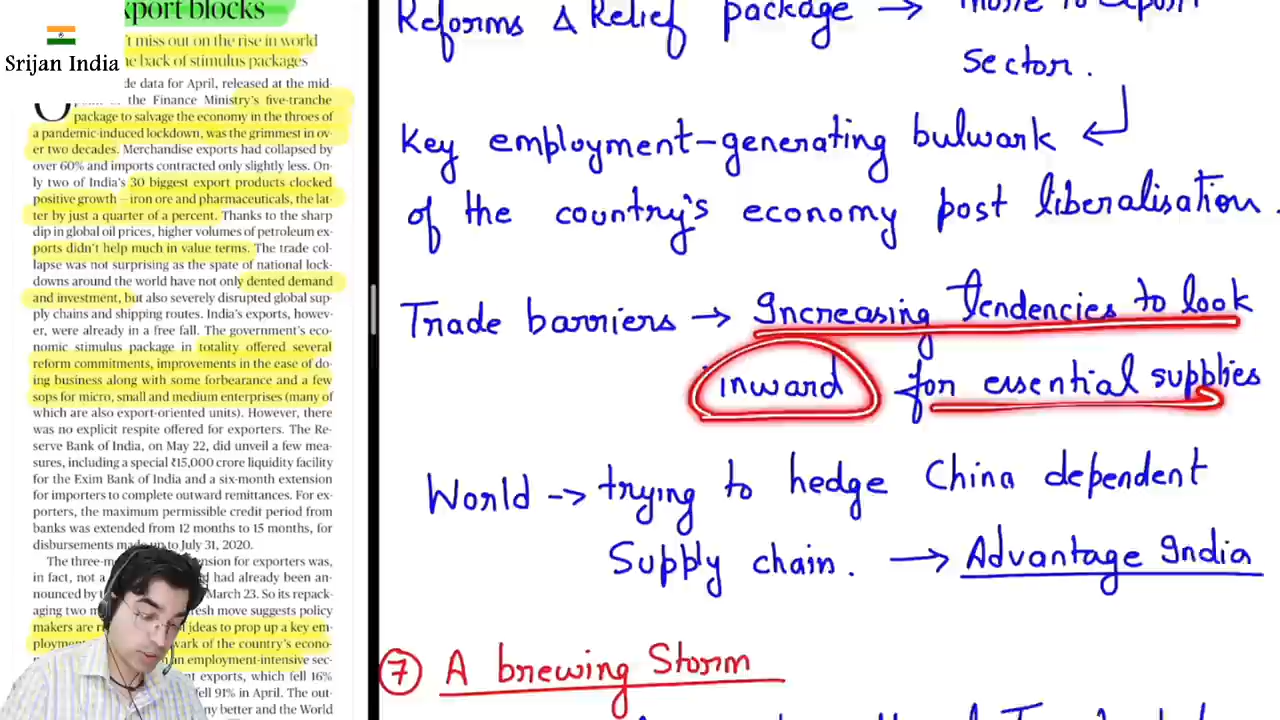 xport blocks
't miss out on the rise in world
he back of stimulus packages
Srijan India
de data for April, released at the mid-
the Finance Ministry's five-tranche
package to salvage the economy in the throes of
a pandemic-induced lockdown, was the grimmest in ov-
er two decades. Merchandise exports had collapsed by
over 60% and imports contracted only slightly less. On-
ly two of India's 30 biggest export products clocked
positive growth — iron ore and pharmaceuticals, the lat-
ter by just a quarter of a percent. Thanks to the sharp
dip in global oil prices, higher volumes of petroleum ex-
ports didn't help much in value terms. The trade col-
lapse was not surprising as the spate of national lock-
downs around the world have not only dented demand
and investment, but also severely disrupted global sup-
ply chains and shipping routes. India's exports, howev-
er, were already in a free fall. The government's eco-
nomic stimulus package in totality offered several
reform commitments, improvements in the ease of do-
ing business along with some forbearance and a few
sops for micro, small and medium enterprises (many of
which are also export-oriented units). However, there
was no explicit respite offered for exporters. The Re-
serve Bank of India, on May 22, did unveil a few mea-
sures, including a special ₹15,000 crore liquidity facility
for the Exim Bank of India and a six-month extension
for importers to complete outward remittances. For ex-
porters, the maximum permissible credit period from
banks was extended from 12 months to 15 months, for
disbursements made up to July 31, 2020.
The three-m nsion for exporters was,
in fact, not a had already been an-
nounced by March 23. So its repack-
aging two m resh move suggests policy
makers are r ideas to prop up a key em-
ployment wark of the country's econo-
an employment-intensive sec-
t exports, which fell 16%
fell 91% in April. The out-
ny better and the World
Reforms & Relief package →
sector.
Key employment-generating bulwark ↵
of the country's economy post liberalisation.
Trade barriers → Increasing tendencies to look
inward for essential supplies
World → trying to hedge China dependent
Supply chain. → Advantage India
⑦ A brewing Storm